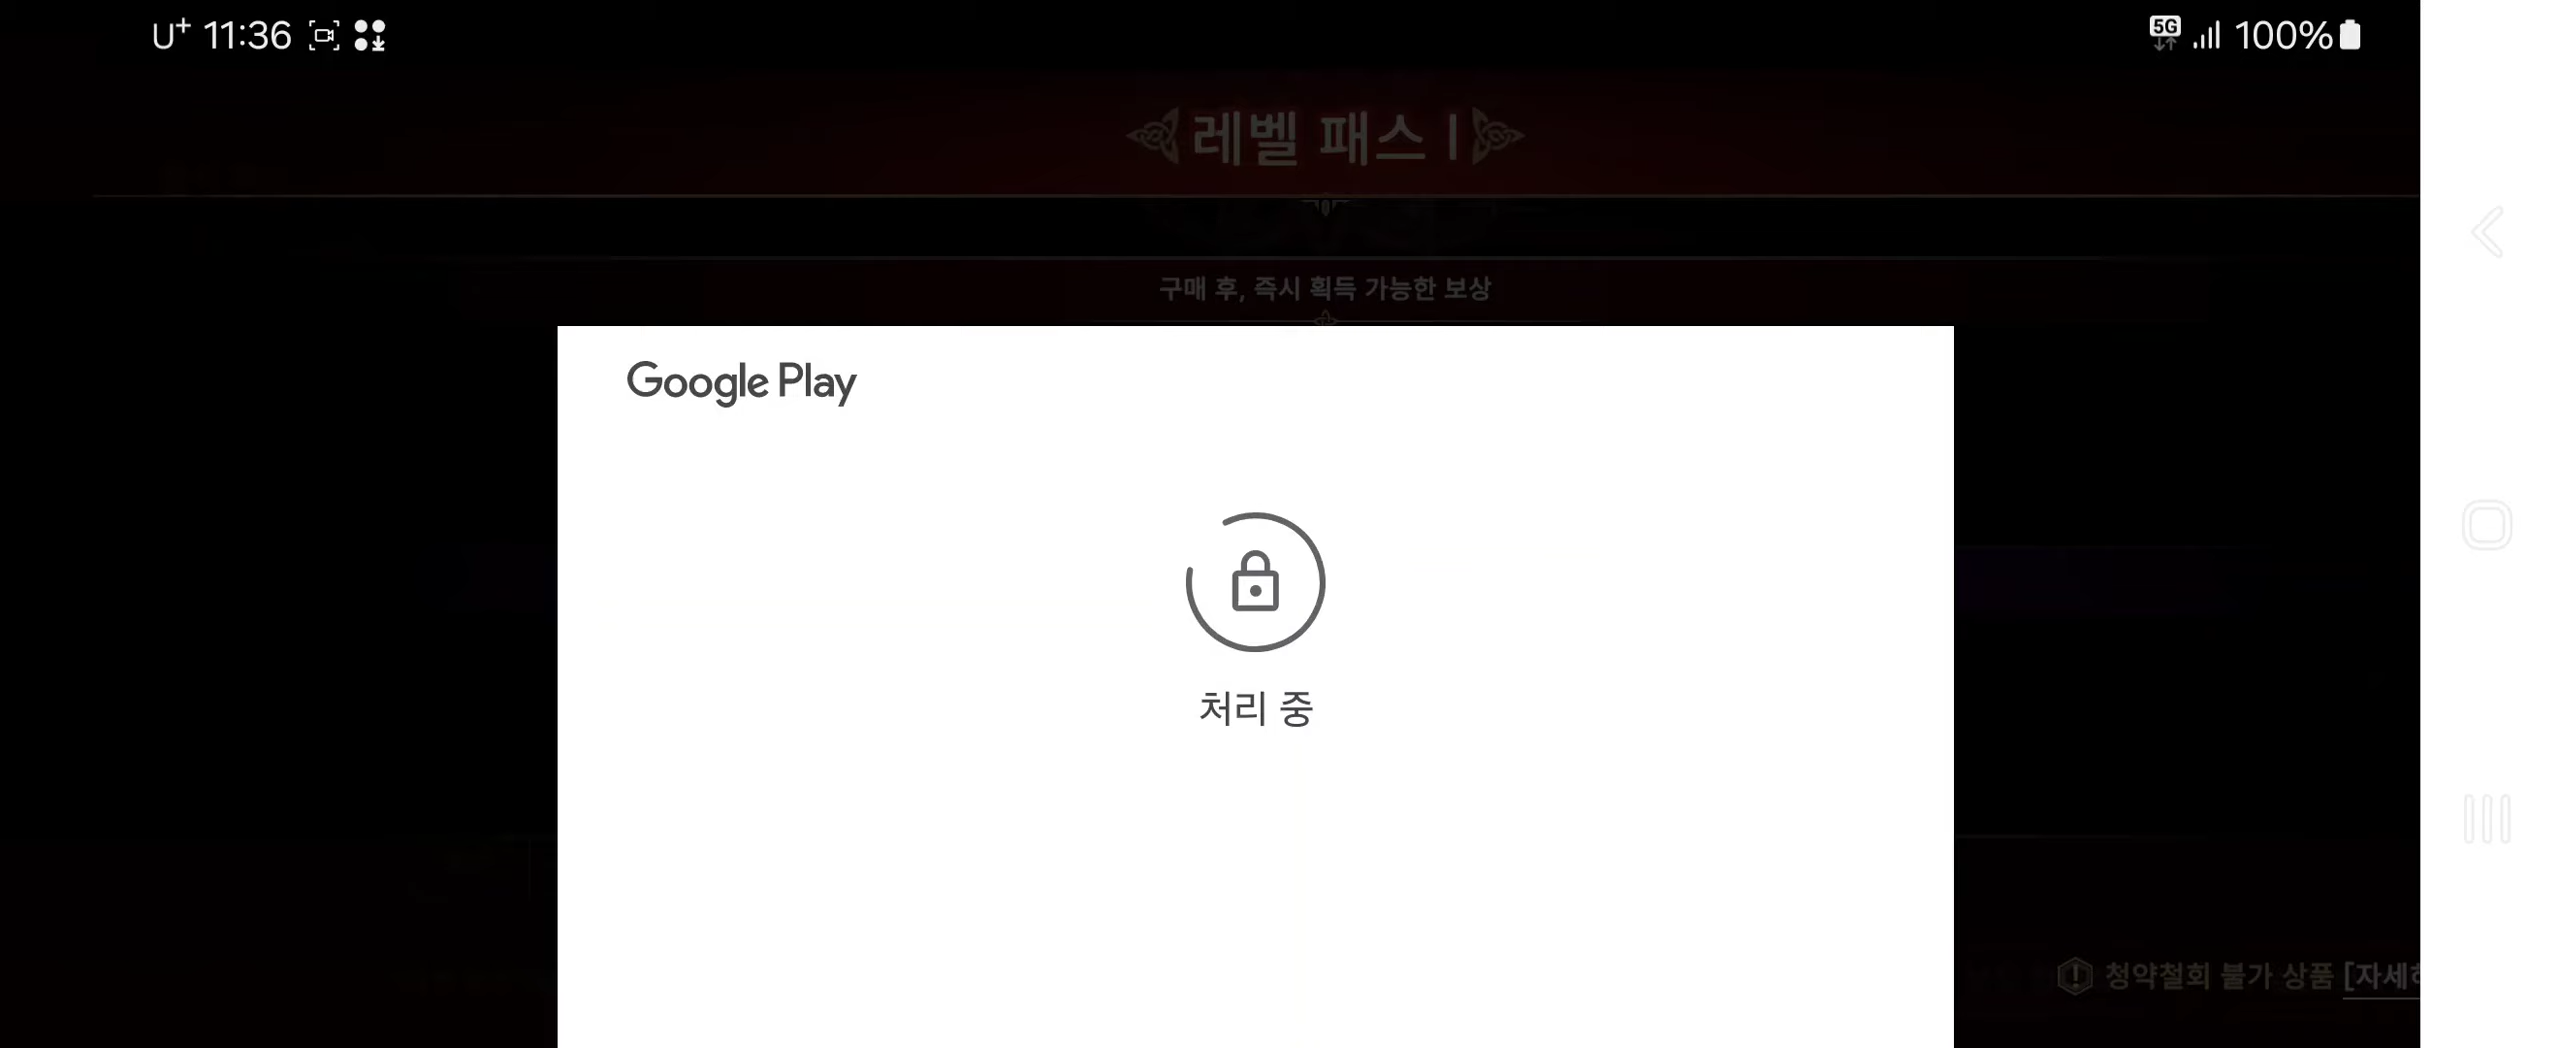 U⁺ 11:36
5G 100%
레벨 패스 I
구매 후, 즉시 획득 가능한 보상
Google Play
처리 중
청약철회 불가 상품 [자세히